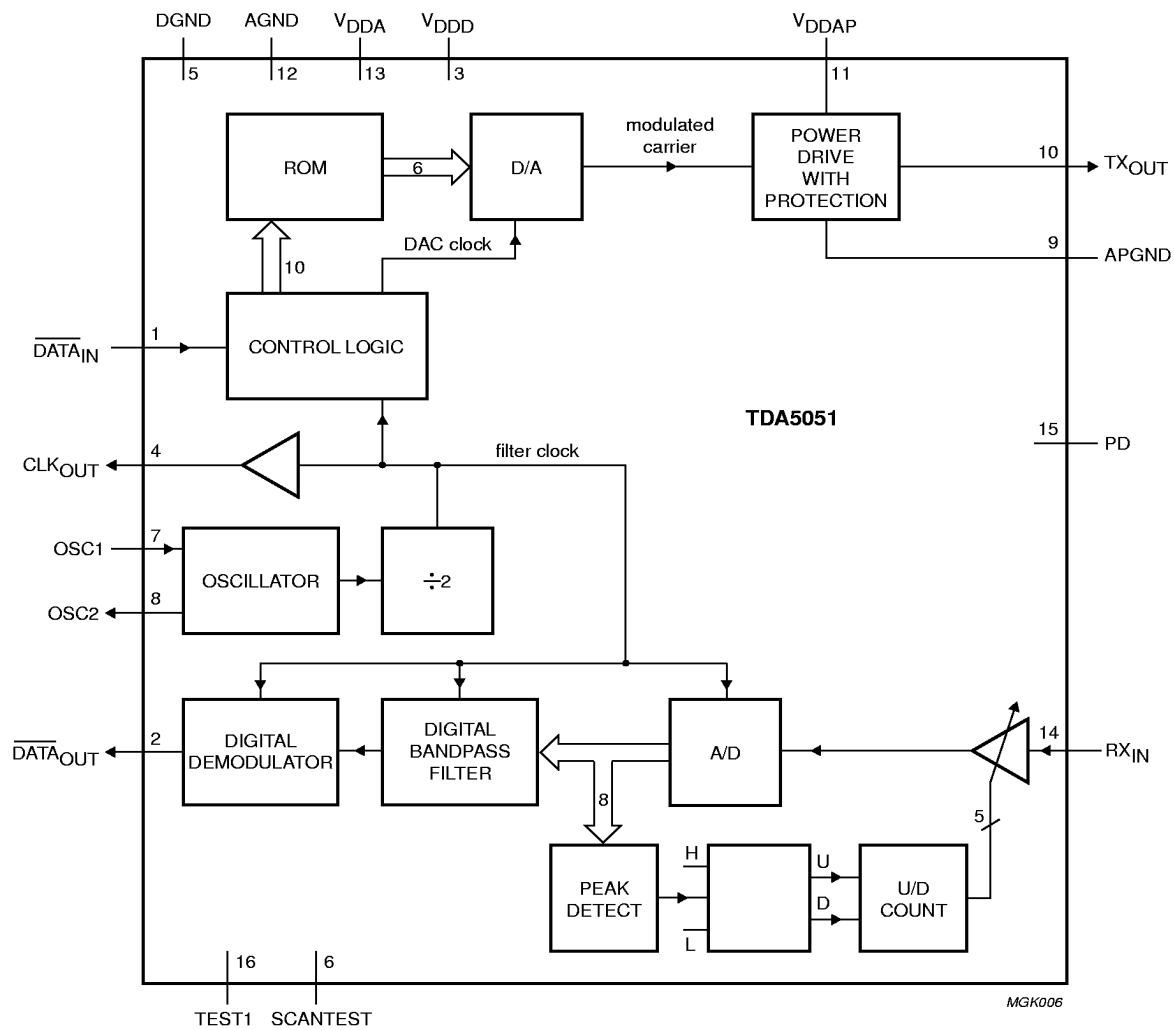 DGND AGND VDDA VDDD VDDAP
5 12 13 3 11
ROM
6
D/A
modulated
carrier
POWER
DRIVE
WITH
PROTECTION
10
TXOUT
9
APGND
DAC clock
10
1
DATAIN
CONTROL LOGIC
TDA5051
15
PD
4
CLKOUT
filter clock
7
OSC1
OSCILLATOR
÷2
8
OSC2
2
DATAOUT
DIGITAL
DEMODULATOR
DIGITAL
BANDPASS
FILTER
A/D
14
RXIN
8
5
PEAK
DETECT
H
L
U
D
U/D
COUNT
16 6
TEST1 SCANTEST
MGK006